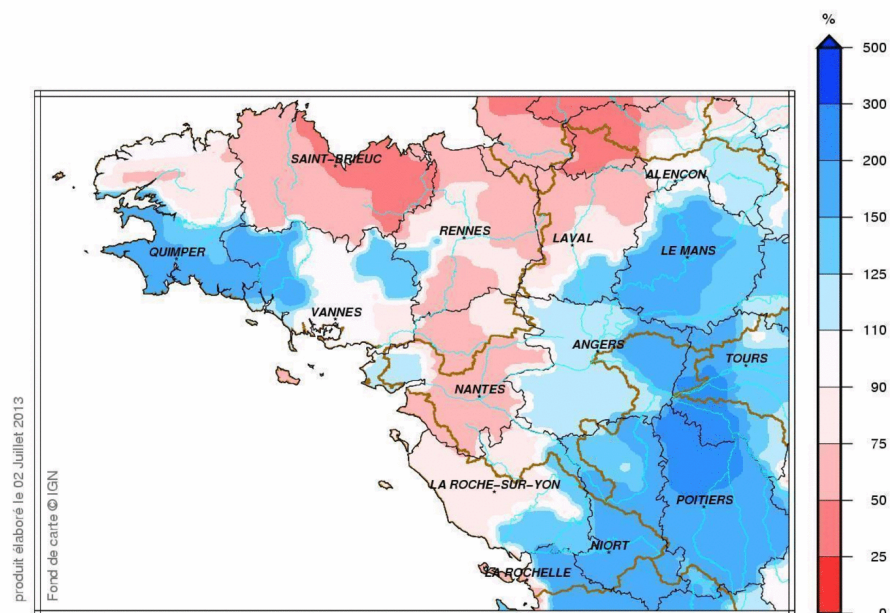 %
500
300
200
150
125
110
90
75
50
25
0
SAINT-BRIEUC
ALENCON
RENNES
LAVAL
QUIMPER
LE MANS
VANNES
ANGERS
TOURS
NANTES
LA ROCHE-SUR-YON
POITIERS
NIORT
LA ROCHELLE
produit élaboré le 02 Juillet 2013
Fond de carte © IGN